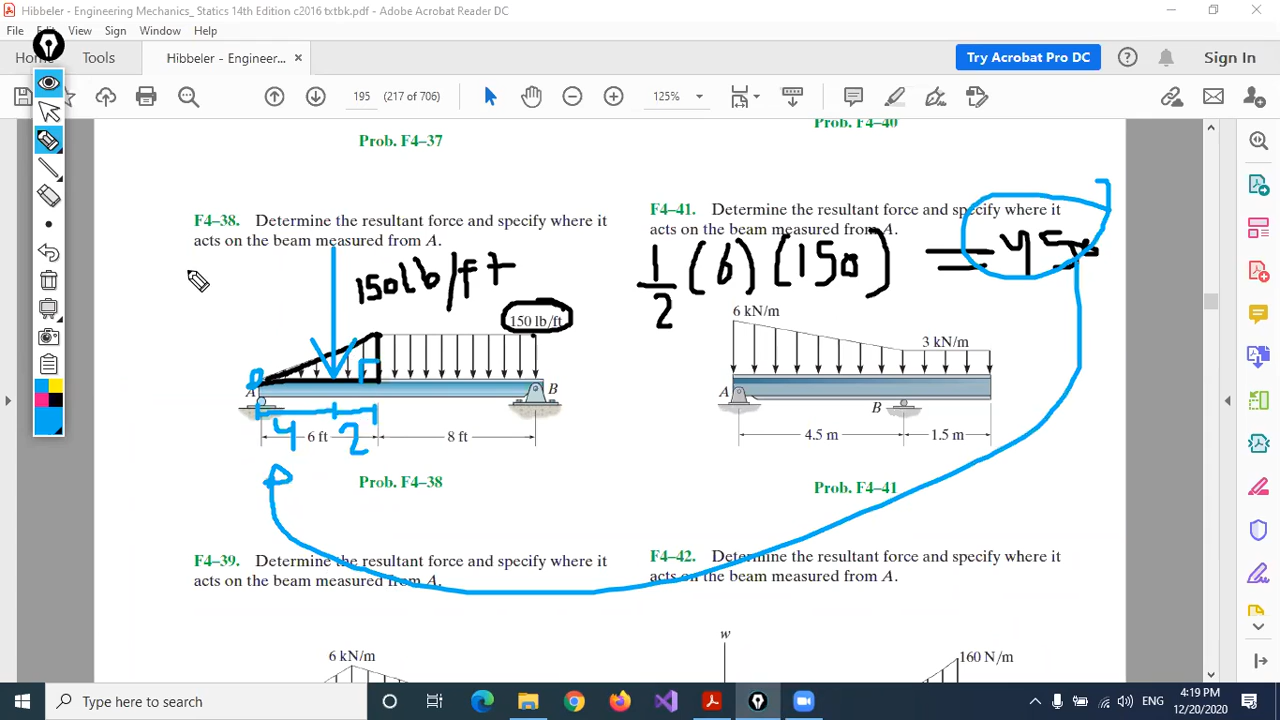 Hibbeler - Engineering Mechanics_ Statics 14th Edition c2016 txtbk.pdf - Adobe Acrobat Reader DC
File Edit View Sign Window Help
Home Tools Hibbeler - Engineer... × Try Adobe Pro DC Sign In
195 (217 of 706) 125%
Prob. F4–37
Prob. F4–40
F4–38. Determine the resultant force and specify where it
acts on the beam measured from A.
150 lb/ft
150 lb/ft
A
B
4 2
6 ft 8 ft
Prob. F4–38
F4–41. Determine the resultant force and specify where it
acts on the beam measured from A.
1/2 (6) (150) =
6 kN/m
3 kN/m
A
B
4.5 m 1.5 m
Prob. F4–41
F4–39. Determine the resultant force and specify where it
acts on the beam measured from A.
6 kN/m
F4–42. Determine the resultant force and specify where it
acts on the beam measured from A.
w
160 N/m
Type here to search
ENG
4:19 PM
12/20/2020